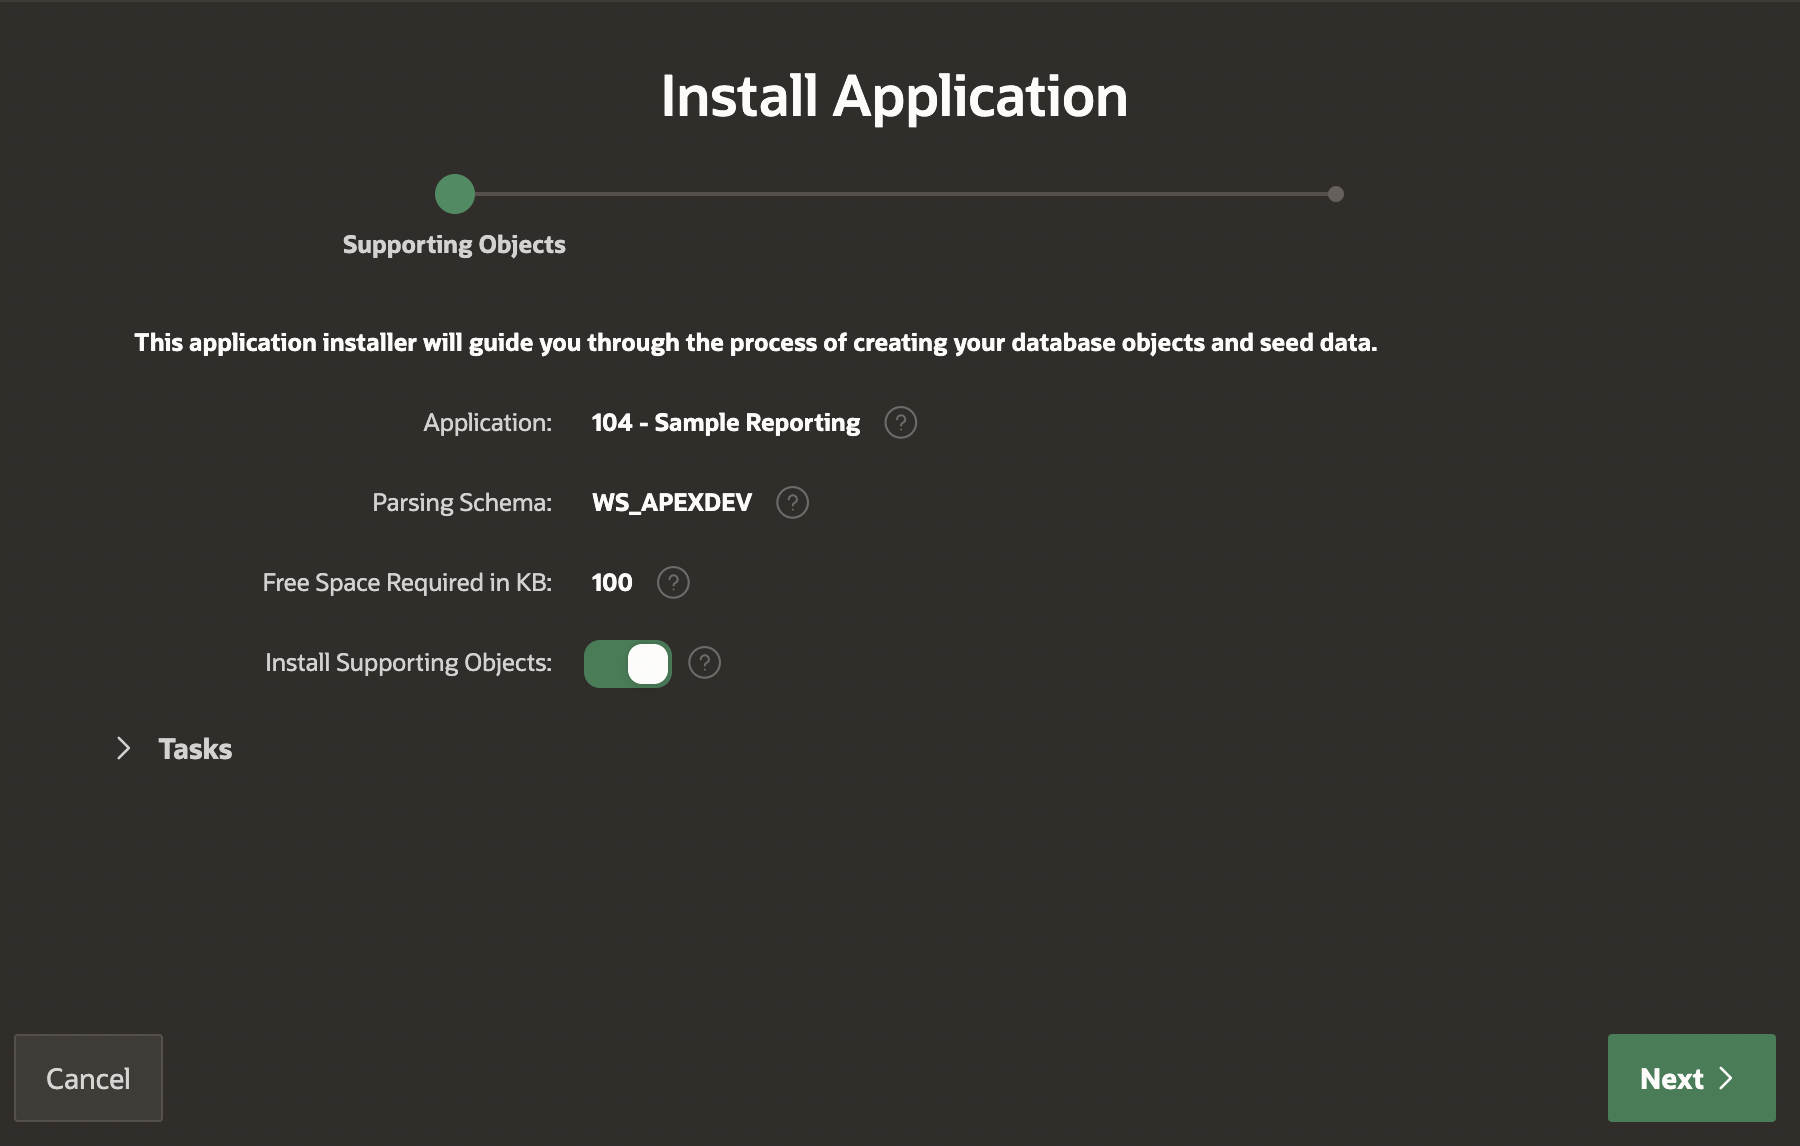 Install Application
Supporting Objects
This application installer will guide you through the process of creating your database objects and seed data.
Application: 104 - Sample Reporting ?
Parsing Schema: WS_APEXDEV ?
Free Space Required in KB: 100 ?
Install Supporting Objects: ?
Tasks
Cancel Next